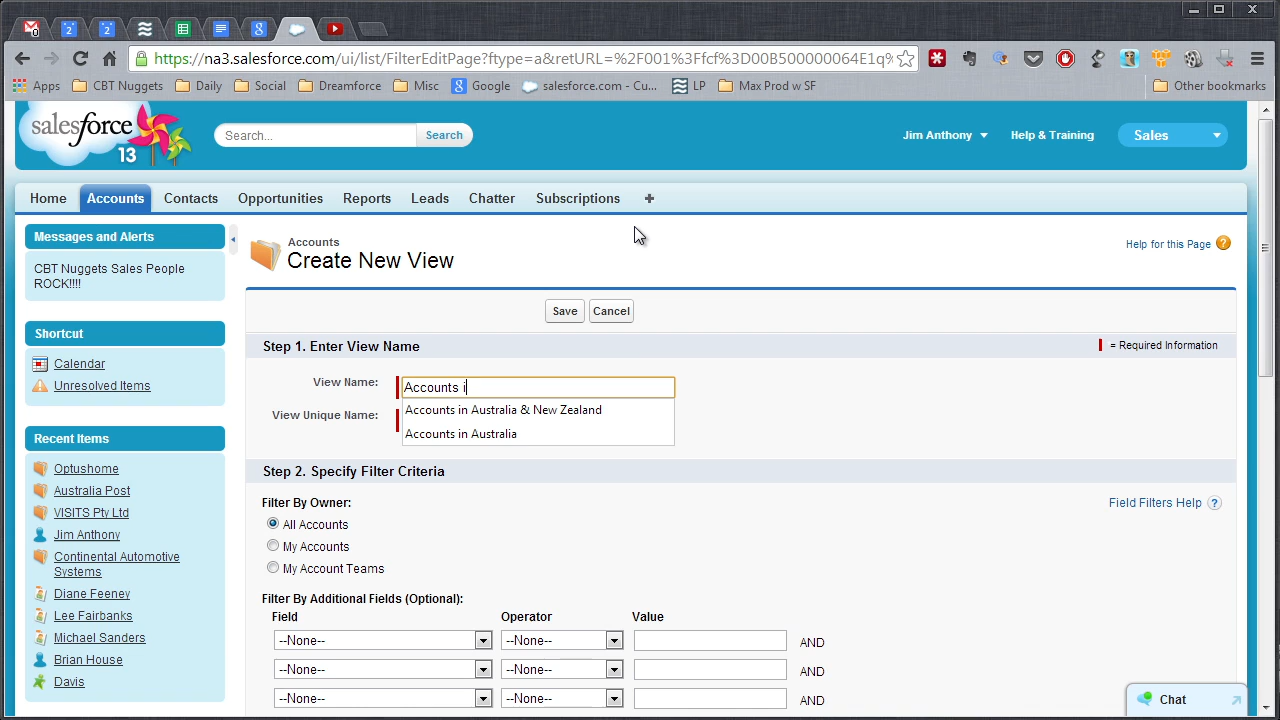 https://na3.salesforce.com/ui/list/FilterEditPage?ftype=a&retURL=%2F001%3Ffcf%3D00B500000064E1q%
Apps CBT Nuggets Daily Social Dreamforce Misc Google salesforce.com - Cu... LP Max Prod w SF Other bookmarks
salesforce
13
Search... Search Jim Anthony Help & Training Sales
Home Accounts Contacts Opportunities Reports Leads Chatter Subscriptions +
Messages and Alerts
CBT Nuggets Sales People
ROCK!!!!
Shortcut
Calendar
Unresolved Items
Recent Items
Optushome
Australia Post
VISITS Pty Ltd
Jim Anthony
Continental Automotive
Systems
Diane Feeney
Lee Fairbanks
Michael Sanders
Brian House
Davis
Accounts
Create New View
Help for this Page ?
Save Cancel
Step 1. Enter View Name
= Required Information
View Name: Accounts i
Accounts in Australia & New Zealand
View Unique Name:
Accounts in Australia
Step 2. Specify Filter Criteria
Filter By Owner:
Field Filters Help ?
All Accounts
My Accounts
My Account Teams
Filter By Additional Fields (Optional):
Field Operator Value
--None-- --None-- AND
--None-- --None-- AND
--None-- --None-- AND
Chat